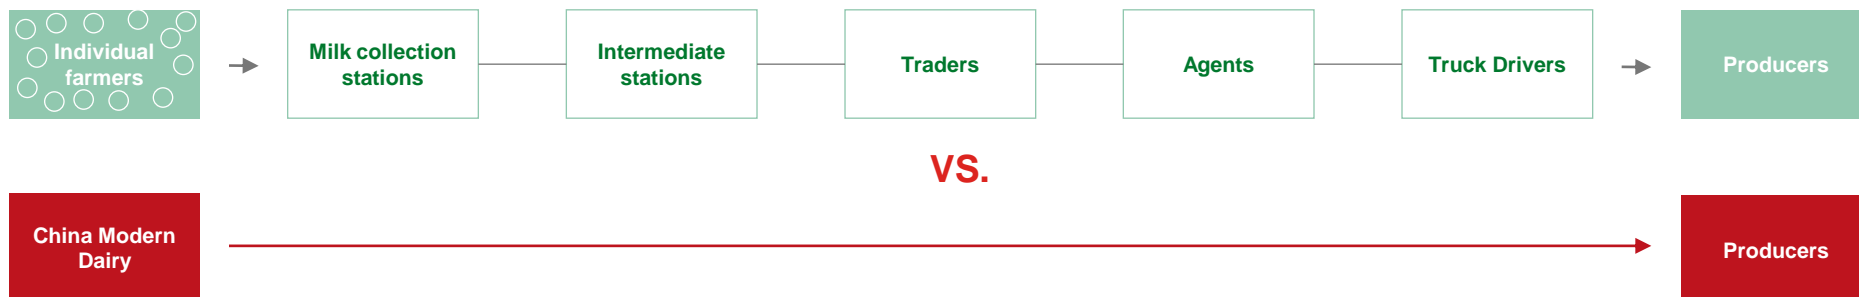 Individual
farmers
Milk collection
stations
Intermediate
stations
Traders
Agents
Truck Drivers
Producers
VS.
China Modern
Dairy
Producers